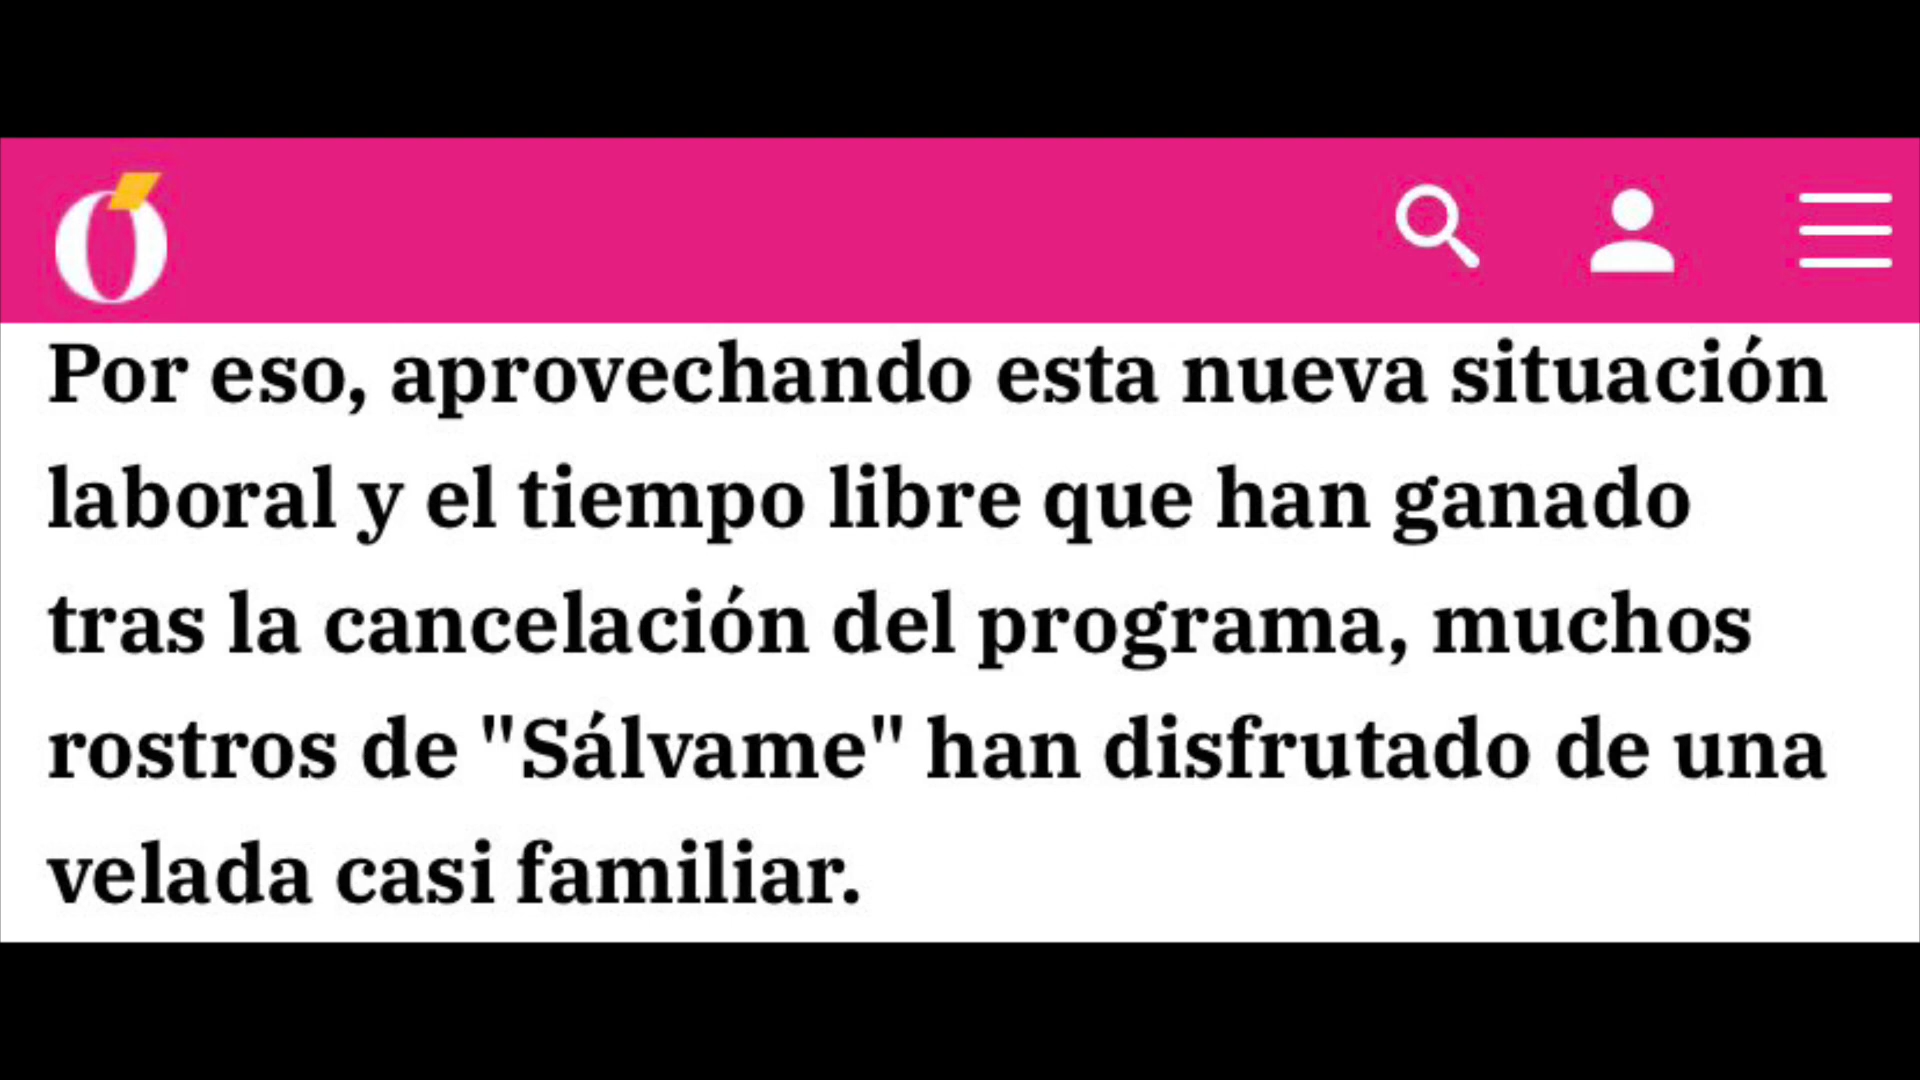 Ó
Por eso, aprovechando esta nueva situación
laboral y el tiempo libre que han ganado
tras la cancelación del programa, muchos
rostros de "Sálvame" han disfrutado de una
velada casi familiar.